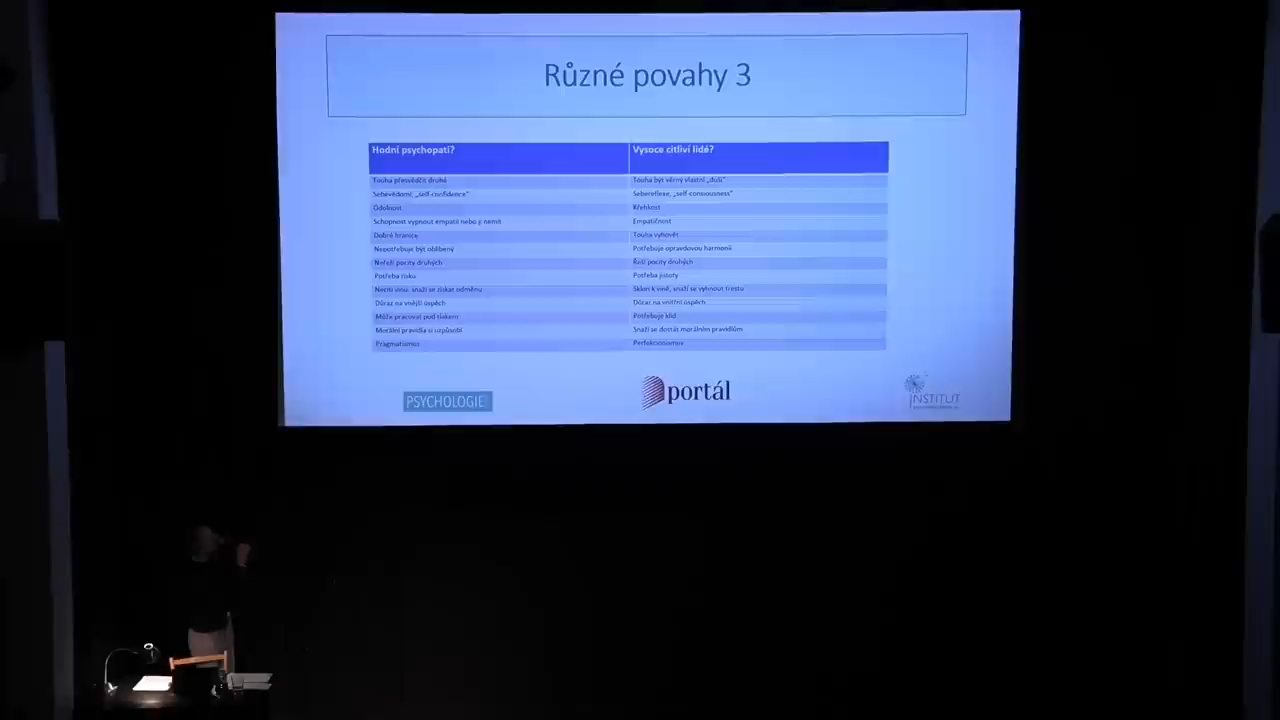 Různé povahy 3
Hodní psychopati? Vysoce citliví lidé?
Touha přesvědčit druhé Touha být věrný vlastní „duši“
Sebevědomí, „self-confidence“ Sebereflexe, „self-consiousness“
Odolnost Křehkost
Schopnost vypnout empatii nebo ji nemít Empatičnost
Dobré hranice Touha vyhovět
Nepotřebuje být oblíbený Potřebuje opravdovou harmonii
Neřeší pocity druhých Řeší pocity druhých
Potřeba risku Potřeba jistoty
Necítí vinu, snaží se získat odměnu Sklon k vině, snaží se vyhnout trestu
Důraz na vnější úspěch Důraz na vnitřní úspěch
Může pracovat pod tlakem Potřebuje klid
Morální pravidla si uzpůsobí Snaží se dostát morálním pravidlům
Pragmatismus Perfekcionismus
PSYCHOLOGIE portál INSTITUT